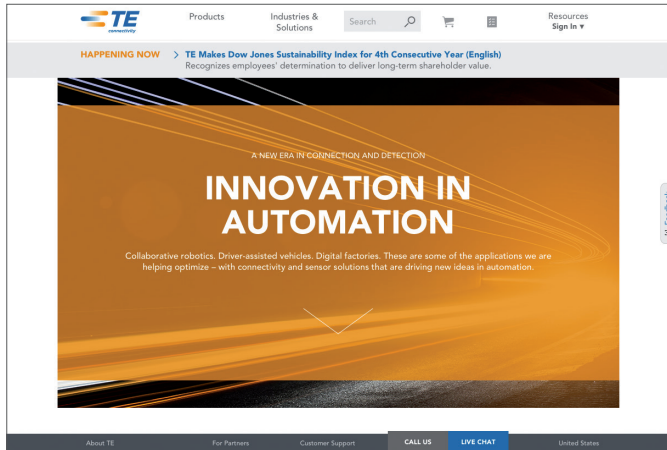 TE
connectivity
Products
Industries &
Solutions
Search
Resources
Sign In ▾
HAPPENING NOW
> TE Makes Dow Jones Sustainability Index for 4th Consecutive Year (English)
Recognizes employees' determination to deliver long-term shareholder value.
A NEW ERA IN CONNECTION AND DETECTION
INNOVATION IN
AUTOMATION
Collaborative robotics. Driver-assisted vehicles. Digital factories. These are some of the applications we are
helping optimize – with connectivity and sensor solutions that are driving new ideas in automation.
Feedback
About TE
For Partners
Customer Support
CALL US
LIVE CHAT
United States